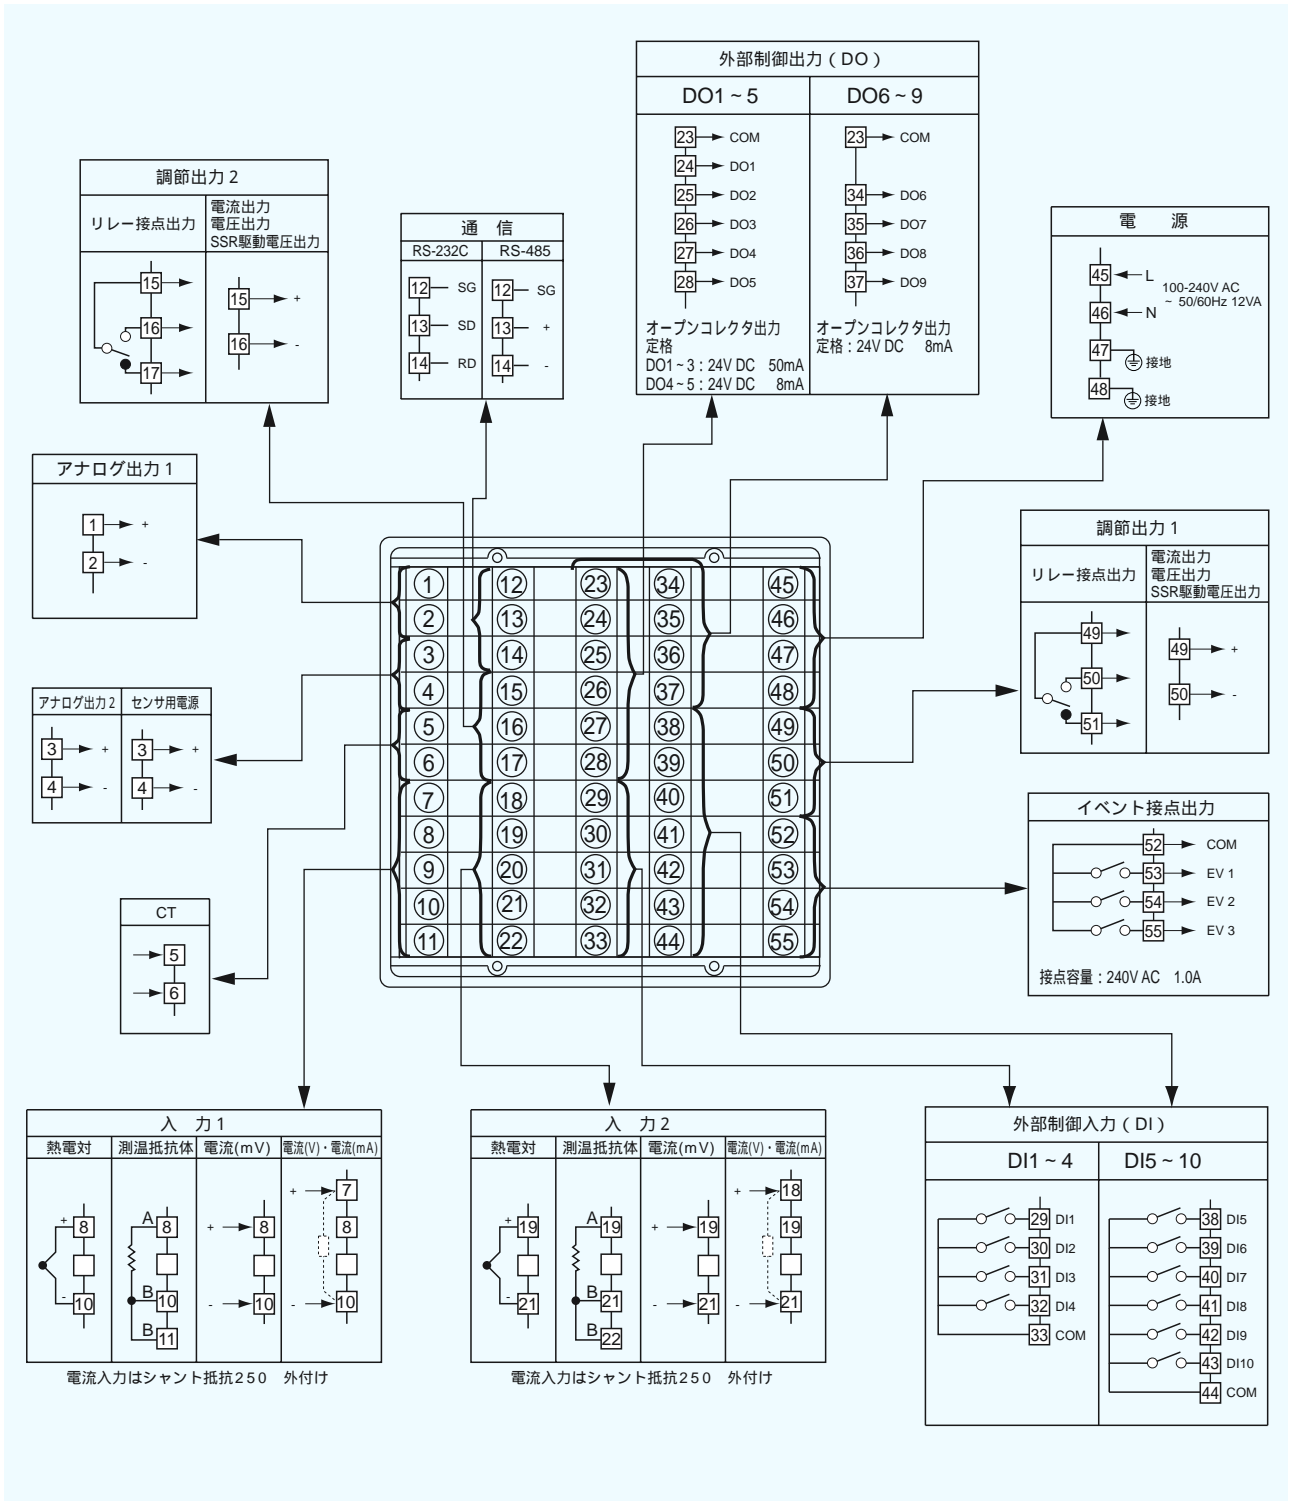 外部制御出力（DO）
DO1～5
DO6～9
23 COM
24 DO1
25 DO2
26 DO3
27 DO4
28 DO5
オープンコレクタ出力
定格
DO1～3：24V DC 50mA
DO4～5：24V DC 8mA
23 COM
34 DO6
35 DO7
36 DO8
37 DO9
オープンコレクタ出力
定格：24V DC 8mA
調節出力2
リレー接点出力
電流出力
電圧出力
SSR駆動電圧出力
15
16
17
15 +
16 -
通 信
RS-232C
RS-485
12 SG
13 SD
14 RD
12 SG
13 +
14 -
電 源
45 L
46 N
100-240V AC
～ 50/60Hz 12VA
47 接地
48 接地
アナログ出力1
1 +
2 -
調節出力1
リレー接点出力
電流出力
電圧出力
SSR駆動電圧出力
49
50
51
49 +
50 -
1 12 23 34 45
2 13 24 35 46
3 14 25 36 47
4 15 26 37 48
5 16 27 38 49
6 17 28 39 50
7 18 29 40 51
8 19 30 41 52
9 20 31 42 53
10 21 32 43 54
11 22 33 44 55
アナログ出力2
センサ用電源
3 +
4 -
3 +
4 -
イベント接点出力
52 COM
53 EV 1
54 EV 2
55 EV 3
接点容量：240V AC 1.0A
CT
5
6
入 力1
熱電対
測温抵抗体
電流(mV)
電流(V)・電流(mA)
+ 8
- 10
A 8
B 10
B 11
+ 8
- 10
+ 7
8
- 10
電流入力はシャント抵抗250 外付け
入 力2
熱電対
測温抵抗体
電流(mV)
電流(V)・電流(mA)
+ 19
- 21
A 19
B 21
B 22
+ 19
- 21
+ 18
19
- 21
電流入力はシャント抵抗250 外付け
外部制御入力（DI）
DI1～4
DI5～10
29 DI1
30 DI2
31 DI3
32 DI4
33 COM
38 DI5
39 DI6
40 DI7
41 DI8
42 DI9
43 DI10
44 COM